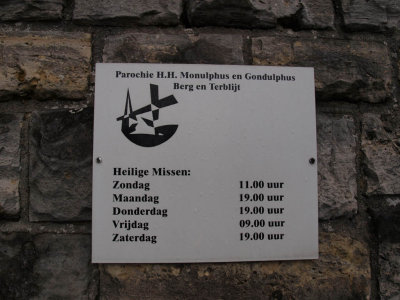 Parochie H.H. Monulphus en Gondulphus
Berg en Terblijt
Heilige Missen:
Zondag 11.00 uur
Maandag 19.00 uur
Donderdag 19.00 uur
Vrijdag 09.00 uur
Zaterdag 19.00 uur